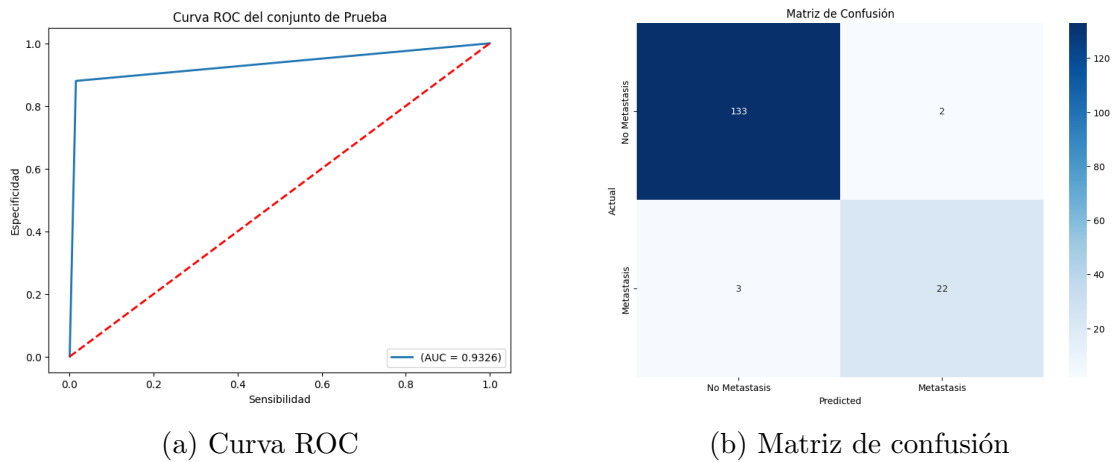 Curva ROC del conjunto de Prueba
1.0
0.8
0.6
0.4
0.2
0.0
Especificidad
0.0 0.2 0.4 0.6 0.8 1.0
Sensibilidad
(AUC = 0.9326)
(a) Curva ROC
Matriz de Confusión
No Metastasis
Metastasis
Actual
133 2
3 22
No Metastasis Metastasis
Predicted
120
100
80
60
40
20
(b) Matriz de confusión